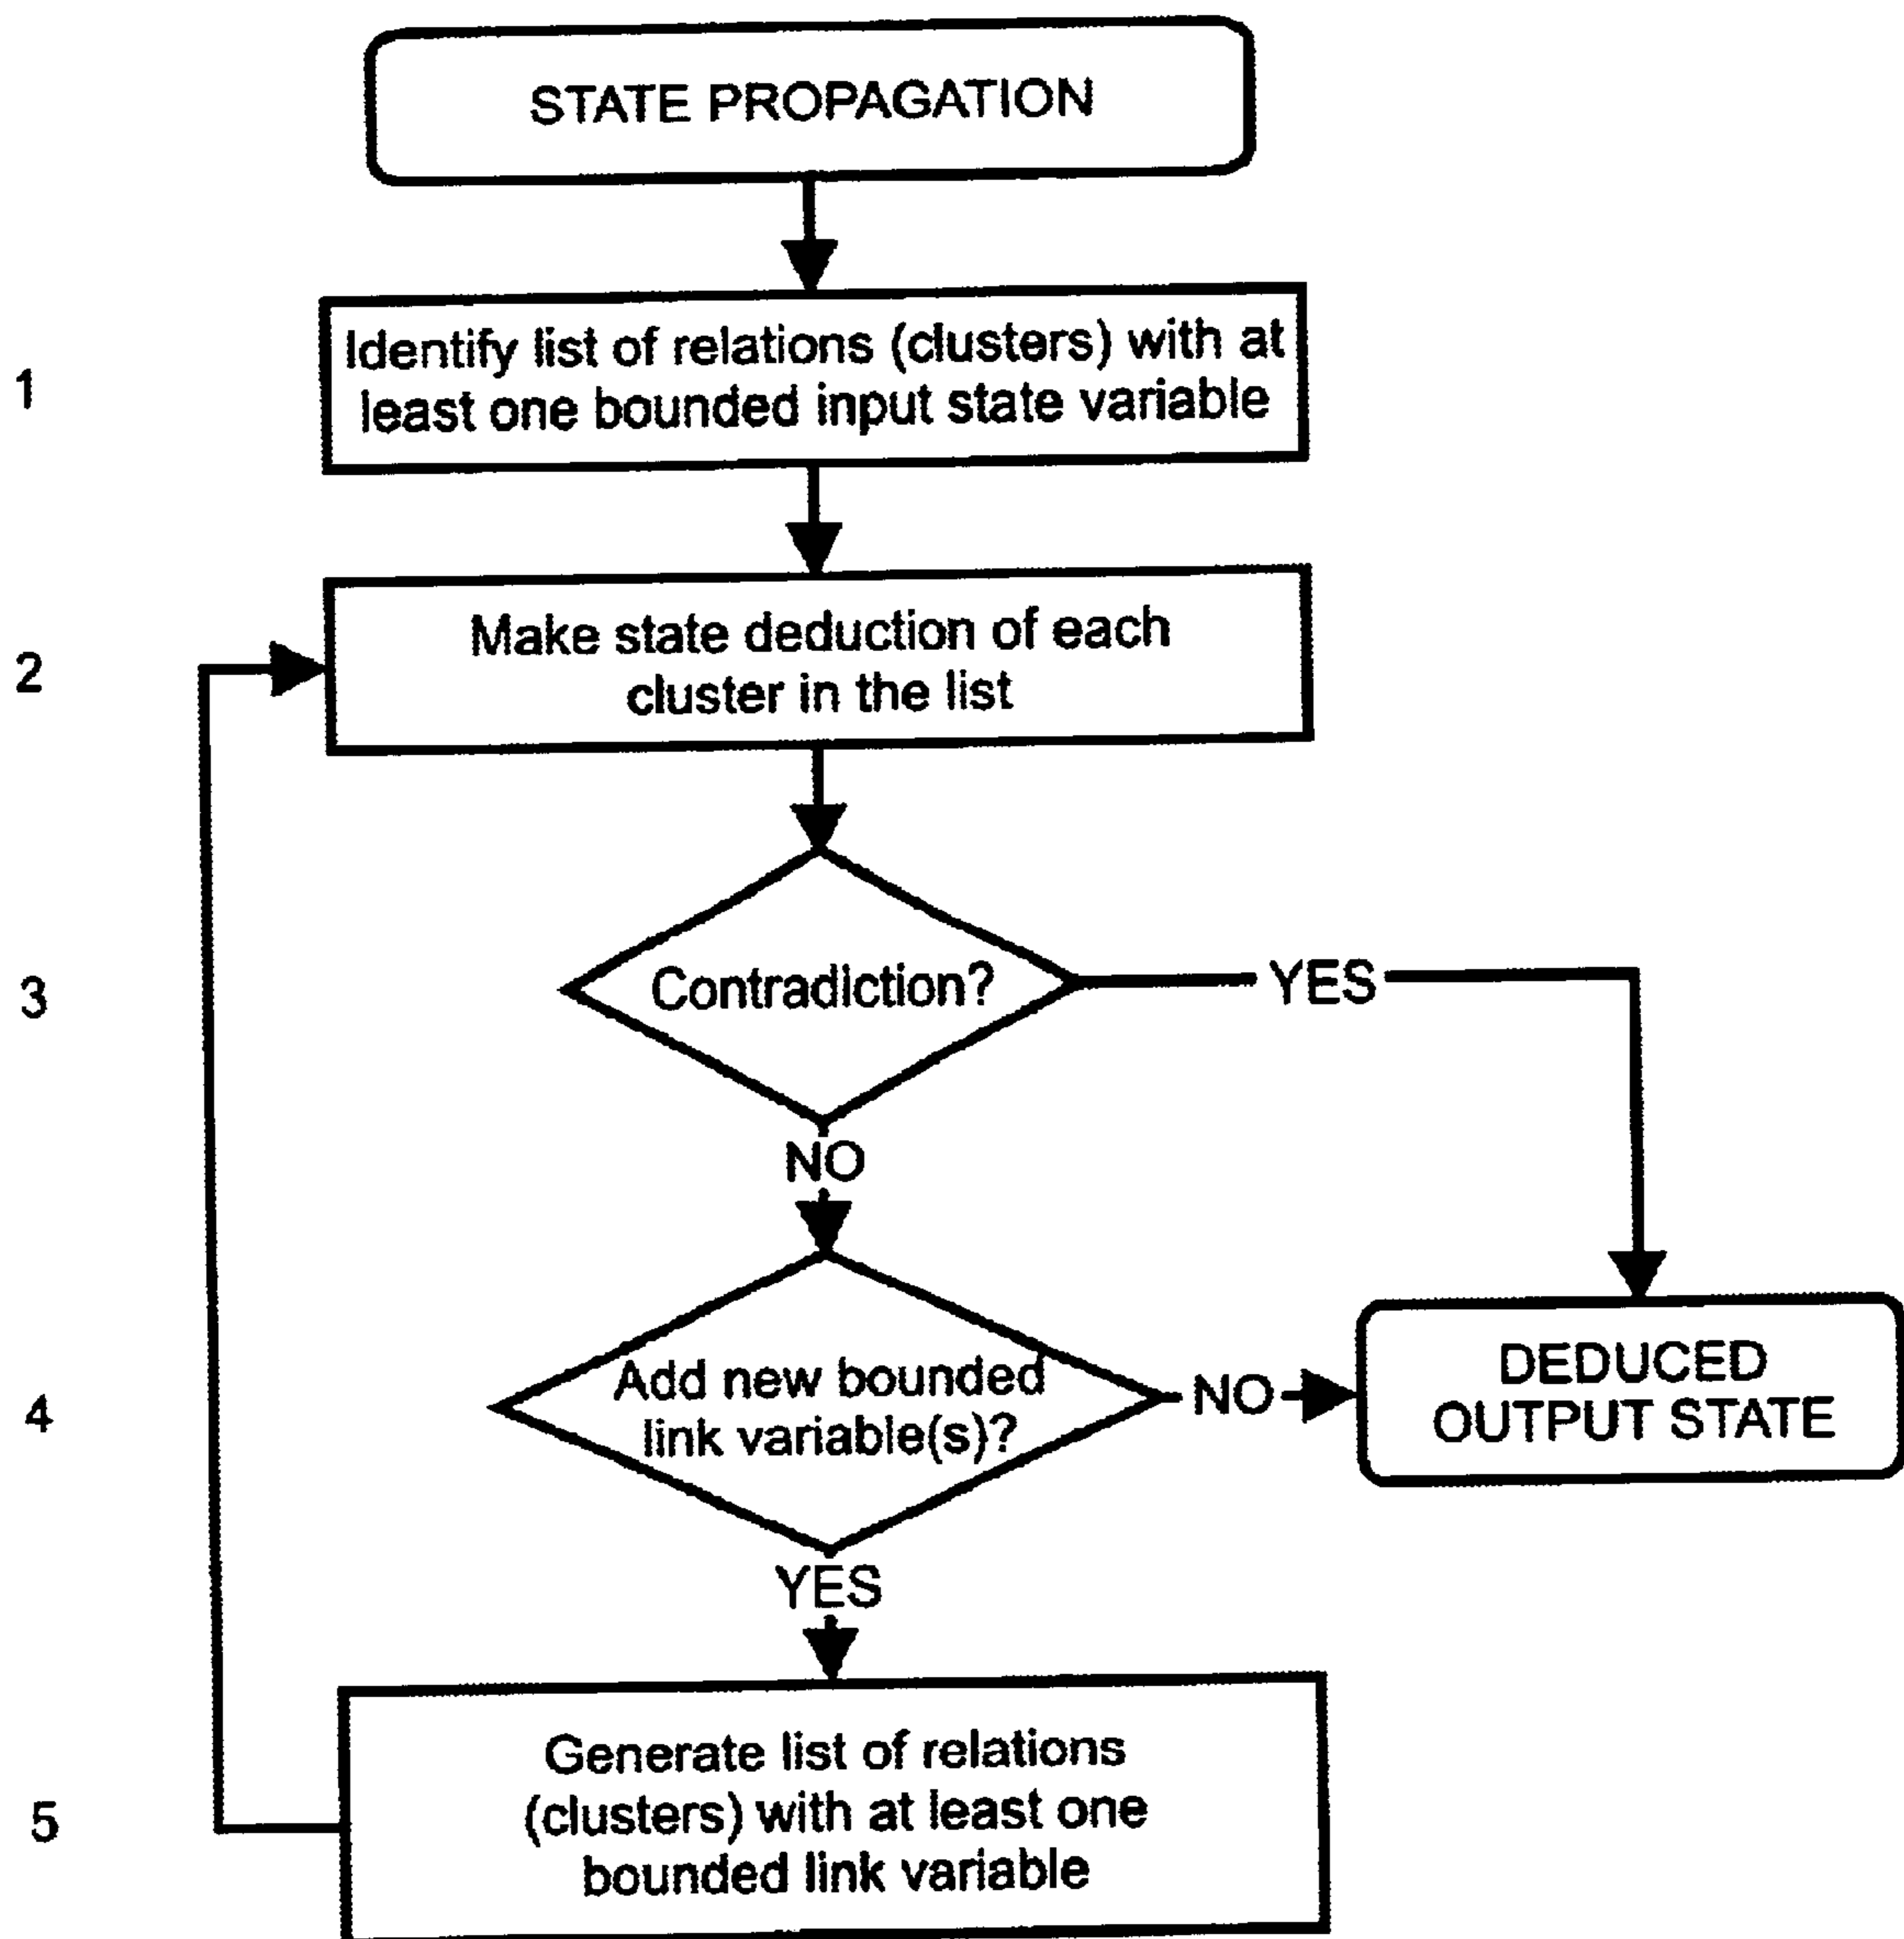 STATE PROPAGATION
1
Identify list of relations (clusters) with at
least one bounded input state variable
2
Make state deduction of each
cluster in the list
3
Contradiction?
YES
NO
4
Add new bounded
link variable(s)?
NO
DEDUCED
OUTPUT STATE
YES
5
Generate list of relations
(clusters) with at least one
bounded link variable